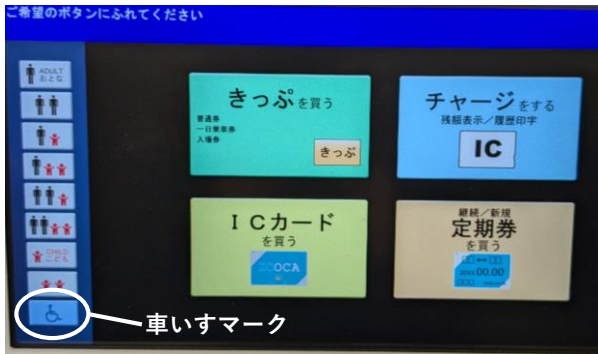 ご希望のボタンにふれてください
ADULT
おとな
CHILD
こども
きっぷを買う
普通券
一日乗車券
入場券
きっぷ
チャージをする
残額表示/履歴印字
IC
ICカード
を買う
ICOCA
継続/新規
定期券
を買う
00.00
車いすマーク